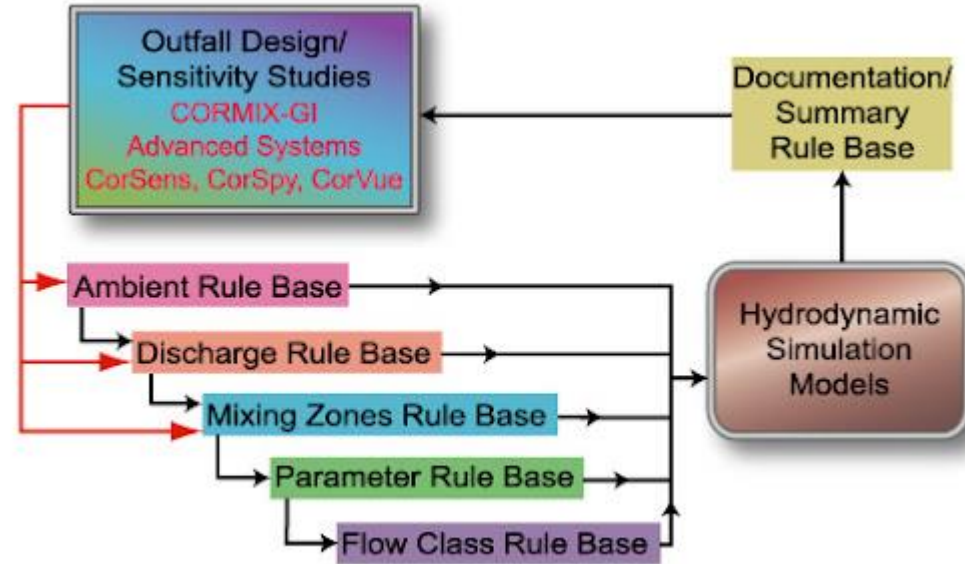 Outfall Design/
Sensitivity Studies
CORMIX-GI
Advanced Systems
CorSens, CorSpy, CorVue
Documentation/
Summary
Rule Base
Ambient Rule Base
Discharge Rule Base
Mixing Zones Rule Base
Parameter Rule Base
Flow Class Rule Base
Hydrodynamic
Simulation
Models